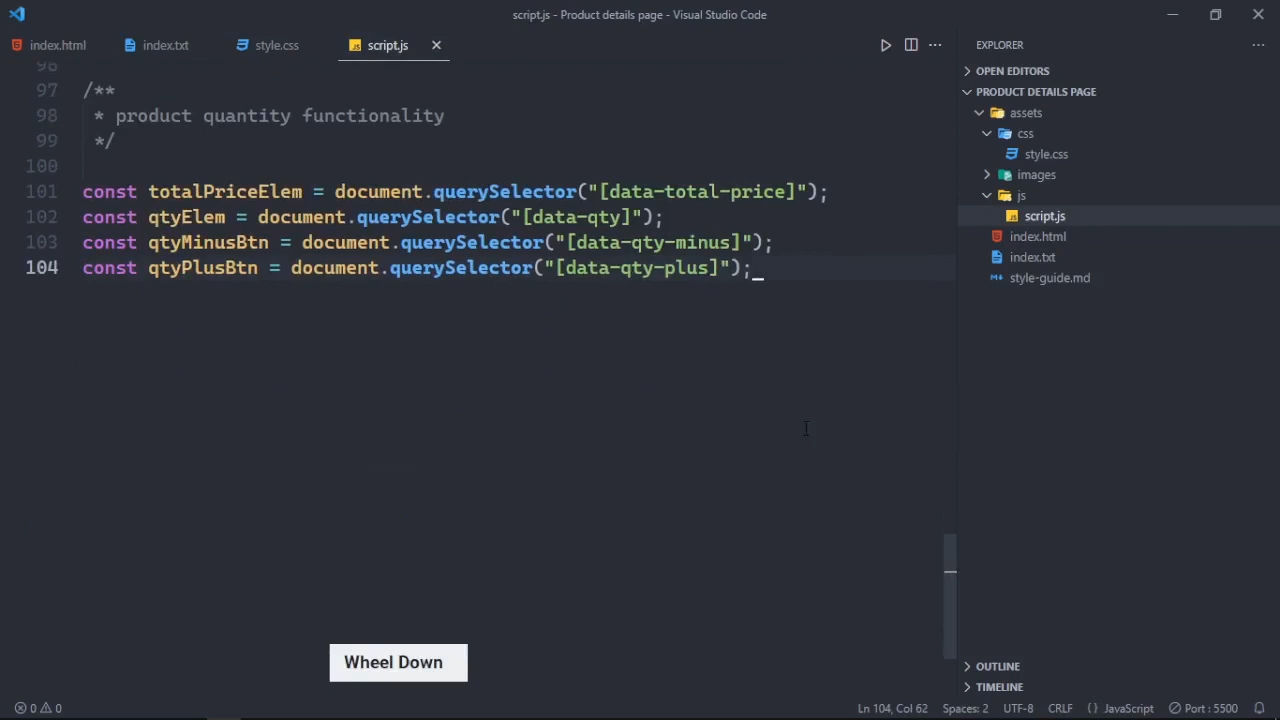 script.js - Product details page - Visual Studio Code
index.html
index.txt
style.css
script.js
EXPLORER
OPEN EDITORS
PRODUCT DETAILS PAGE
assets
css
style.css
images
js
script.js
index.html
index.txt
style-guide.md
OUTLINE
TIMELINE
96
97 /**
98 * product quantity functionality
99 */
100
101 const totalPriceElem = document.querySelector("[data-total-price]");
102 const qtyElem = document.querySelector("[data-qty]");
103 const qtyMinusBtn = document.querySelector("[data-qty-minus]");
104 const qtyPlusBtn = document.querySelector("[data-qty-plus]");
Wheel Down
0 0 Ln 104, Col 62 Spaces: 2 UTF-8 CRLF {} JavaScript Port : 5500